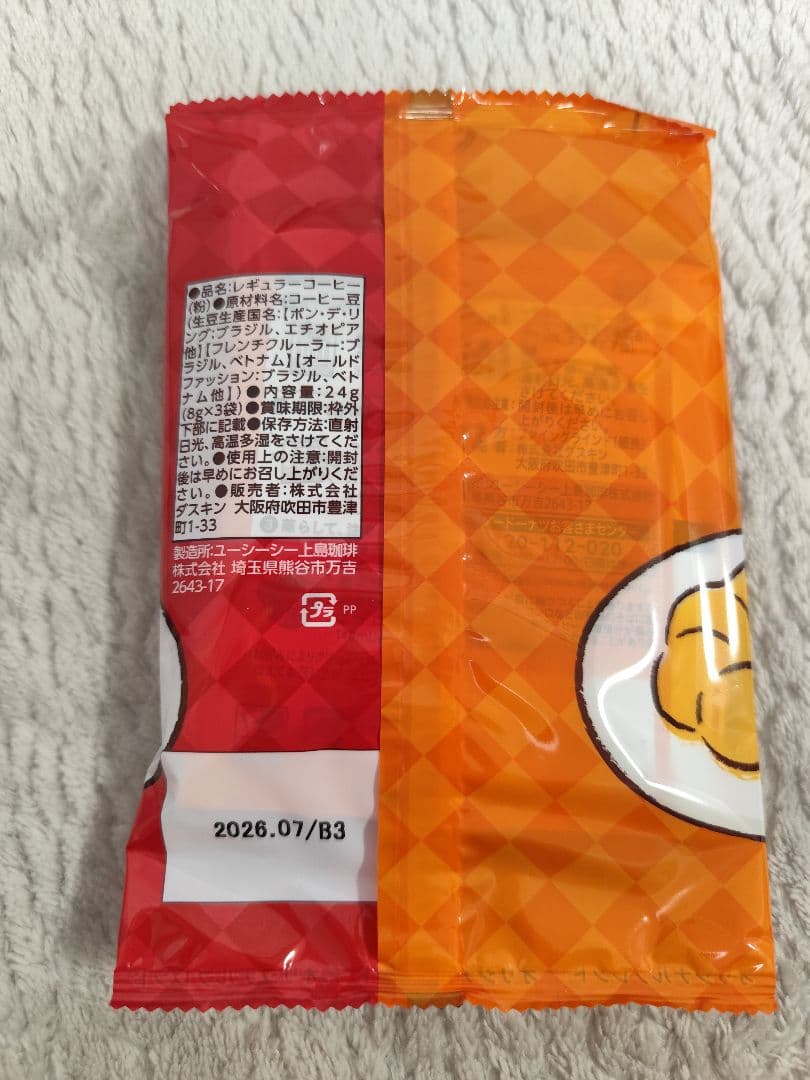 ●品名:レギュラーコーヒー
(粉)●原材料名:コーヒー豆
(生豆生産国名:【ポン・デ・リ
ング:ブラジル、エチオピア
他】【フレンチクルーラー:ブ
ラジル、ベトナム】【オールド
ファッション:ブラジル、ベト
ナム他】)●内容量:24g
(8g×3袋)●賞味期限:枠外
下部に記載●保存方法:直射
日光、高温多湿をさけてくだ
さい。●使用上の注意:開封
後は早めにお召し上がりくだ
さい。●販売者:株式会社
ダスキン 大阪府吹田市豊津
町1-33
製造所:ユーシーシー上島珈琲
株式会社 埼玉県熊谷市万吉
2643-17
プラ PP
2026.07/B3